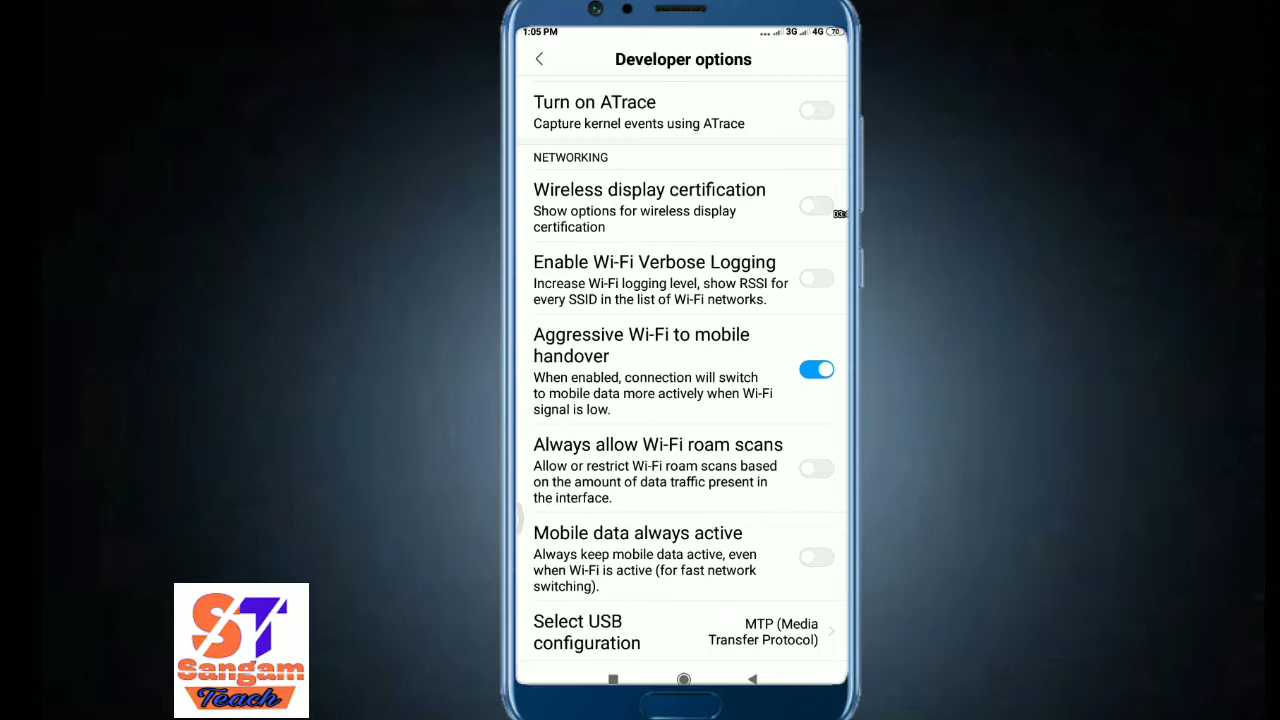 1:05 PM
3G 4G 70
Developer options
Turn on ATrace
Capture kernel events using ATrace
NETWORKING
Wireless display certification
Show options for wireless display
certification
Enable Wi-Fi Verbose Logging
Increase Wi-Fi logging level, show RSSI for
every SSID in the list of Wi-Fi networks.
Aggressive Wi-Fi to mobile
handover
When enabled, connection will switch
to mobile data more actively when Wi-Fi
signal is low.
Always allow Wi-Fi roam scans
Allow or restrict Wi-Fi roam scans based
on the amount of data traffic present in
the interface.
Mobile data always active
Always keep mobile data active, even
when Wi-Fi is active (for fast network
switching).
Select USB
configuration
MTP (Media
Transfer Protocol)
ST
Sangam
Teach